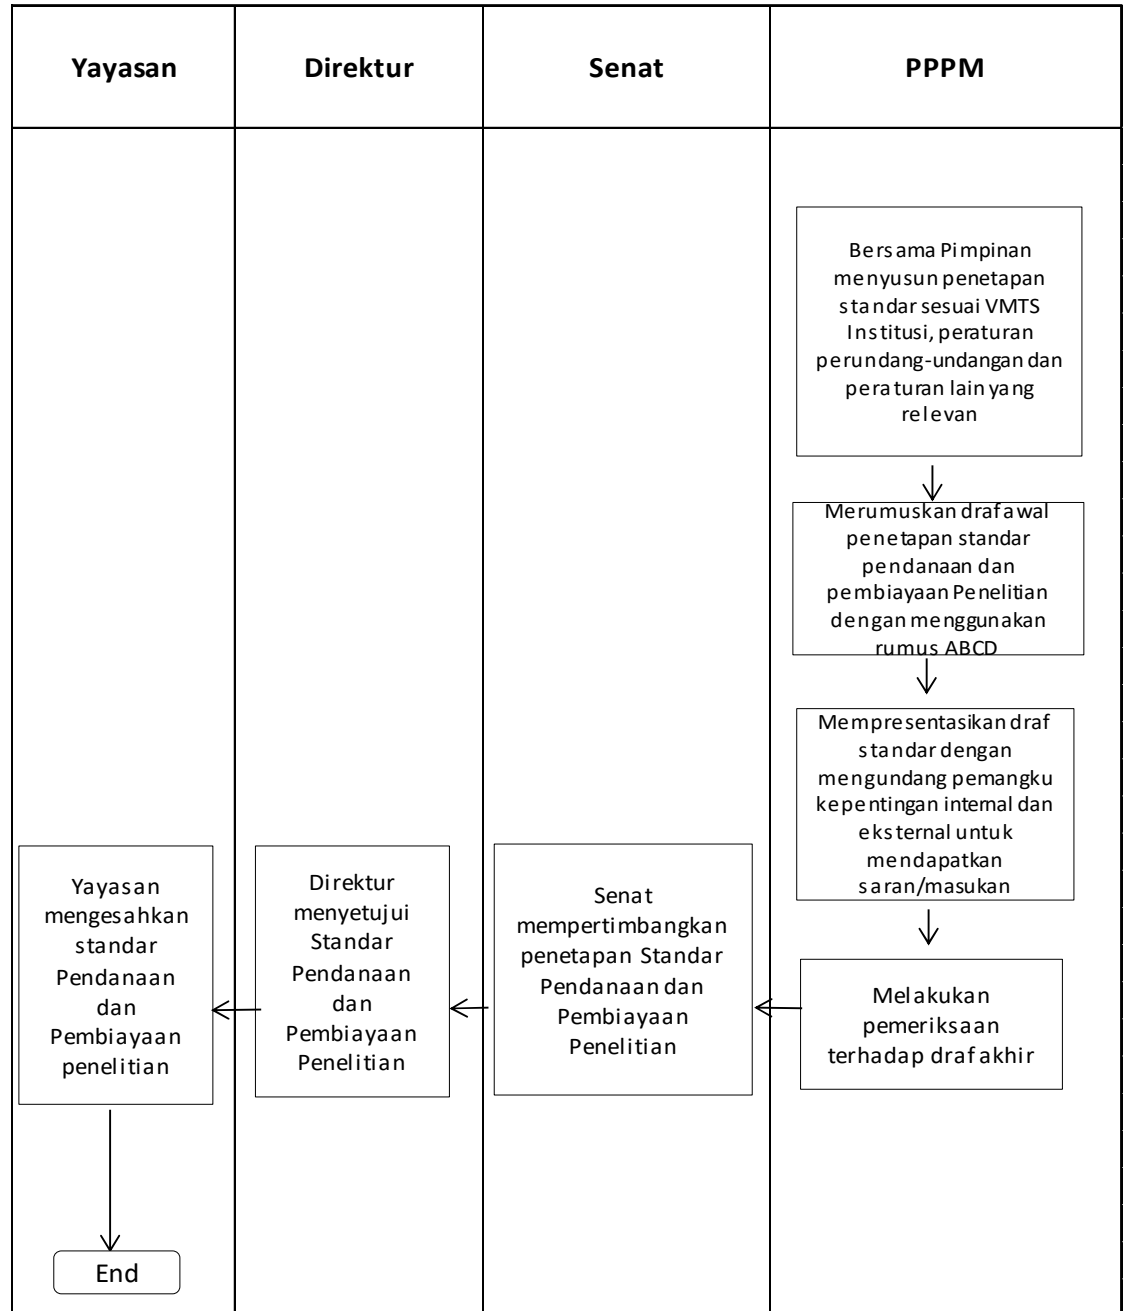 Yayasan
Direktur
Senat
PPPM
Bersama Pimpinan
menyusun penetapan
standar sesuai VMTS
Institusi, peraturan
perundang-undangan dan
peraturan lain yang
relevan
Merumuskan draf awal
penetapan standar
pendanaan dan
pembiayaan Penelitian
dengan menggunakan
rumus ABCD
Mempresentasikan draf
standar dengan
mengundang pemangku
kepentingan internal dan
eksternal untuk
mendapatkan
saran/masukan
Melakukan
pemeriksaan
terhadap draf akhir
Senat
mempertimbangkan
penetapan Standar
Pendanaan dan
Pembiayaan
Penelitian
Direktur
menyetujui
Standar
Pendanaan
dan
Pembiayaan
Penelitian
Yayasan
mengesahkan
standar
Pendanaan
dan
Pembiayaan
penelitian
End